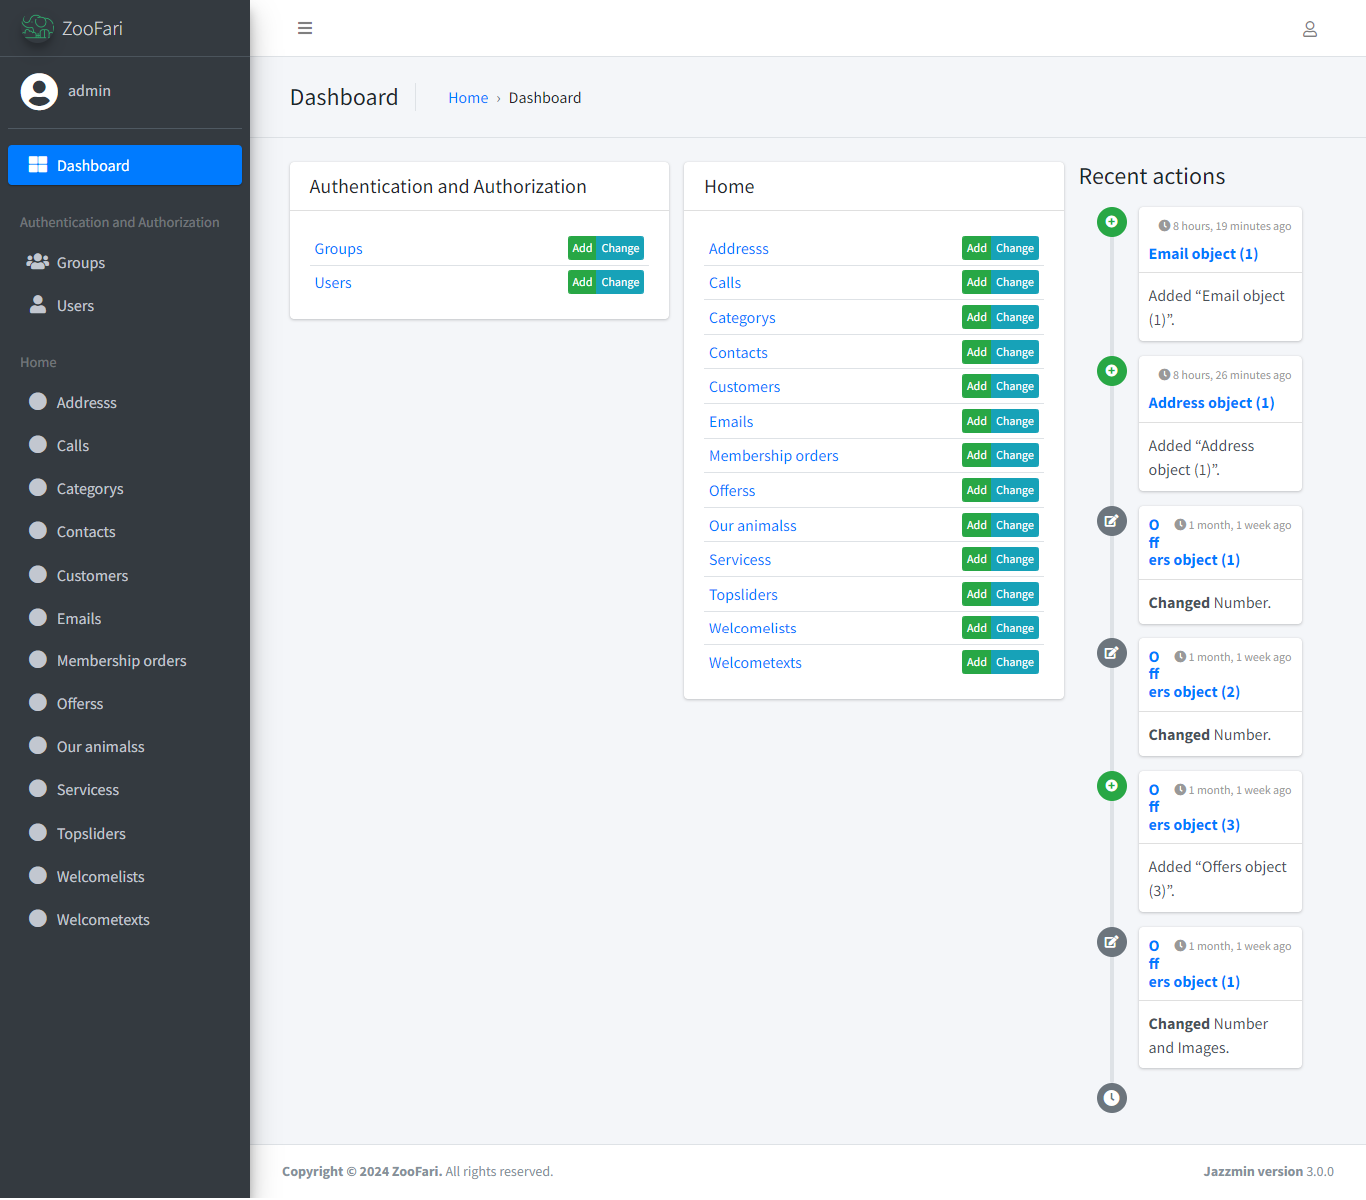 ZooFari
admin
Dashboard
Authentication and Authorization
Groups
Users
Home
Addresss
Calls
Categorys
Contacts
Customers
Emails
Membership orders
Offerss
Our animalss
Servicess
Topsliders
Welcomelists
Welcometexts
Dashboard
Home › Dashboard
Authentication and Authorization
Groups Add Change
Users Add Change
Home
Addresss Add Change
Calls Add Change
Categorys Add Change
Contacts Add Change
Customers Add Change
Emails Add Change
Membership orders Add Change
Offerss Add Change
Our animalss Add Change
Servicess Add Change
Topsliders Add Change
Welcomelists Add Change
Welcometexts Add Change
Recent actions
8 hours, 19 minutes ago
Email object (1)
Added “Email object
(1)”.
8 hours, 26 minutes ago
Address object (1)
Added “Address
object (1)”.
O 1 month, 1 week ago
ff
ers object (1)
Changed Number.
O 1 month, 1 week ago
ff
ers object (2)
Changed Number.
O 1 month, 1 week ago
ff
ers object (3)
Added “Offers object
(3)”.
O 1 month, 1 week ago
ff
ers object (1)
Changed Number
and Images.
Copyright © 2024 ZooFari. All rights reserved.
Jazzmin version 3.0.0